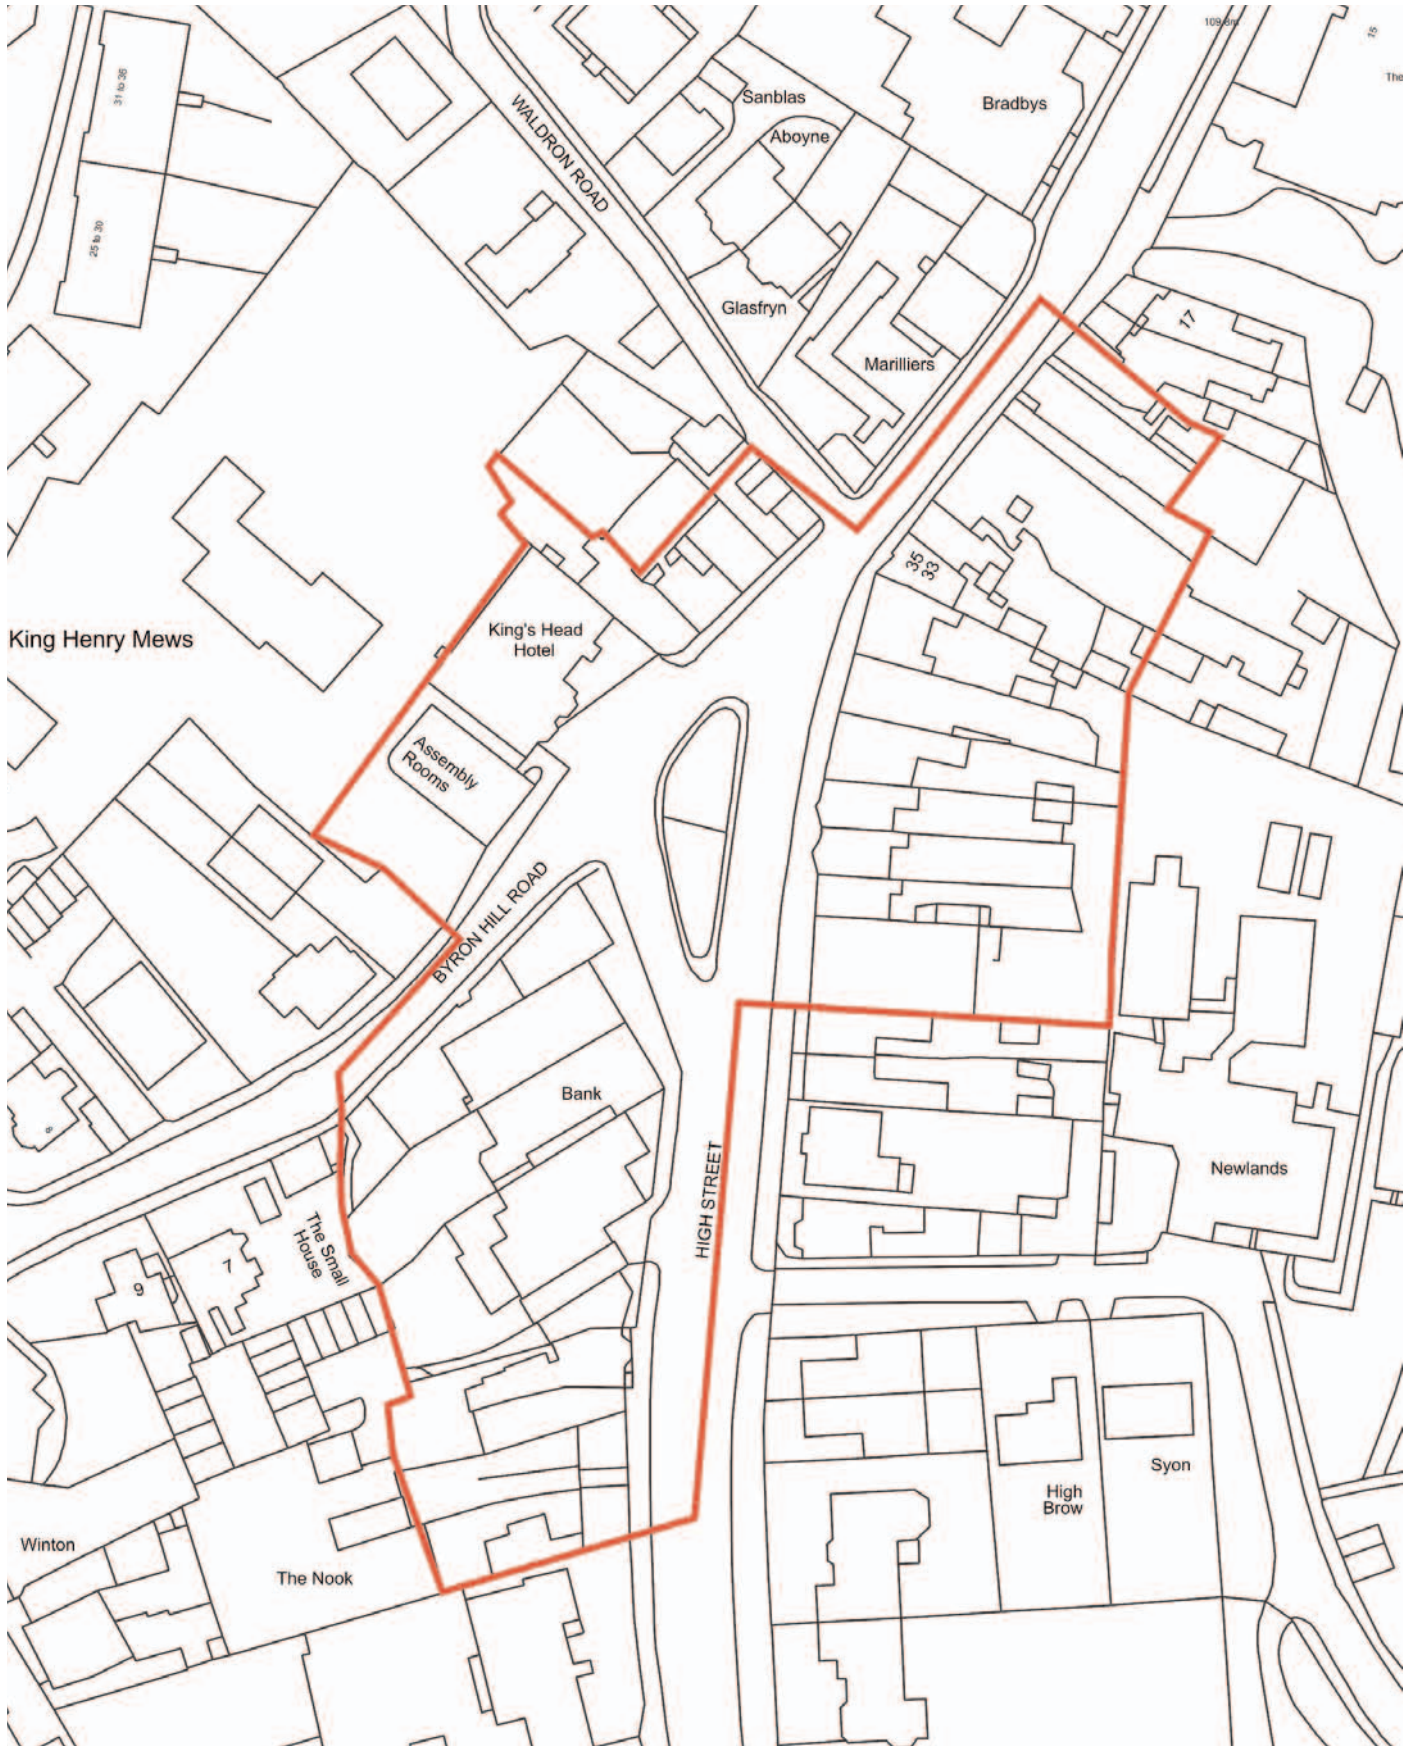 109.8m
15
The
31 to 36
Sanblas
Bradbys
WALDRON ROAD
Aboyne
25 to 30
Glasfryn
17
Marilliers
35
33
King Henry Mews
King's Head
Hotel
Assembly
Rooms
BYRON HILL ROAD
Bank
8
HIGH STREET
Newlands
The Small
House
7
9
Syon
High
Brow
Winton
The Nook